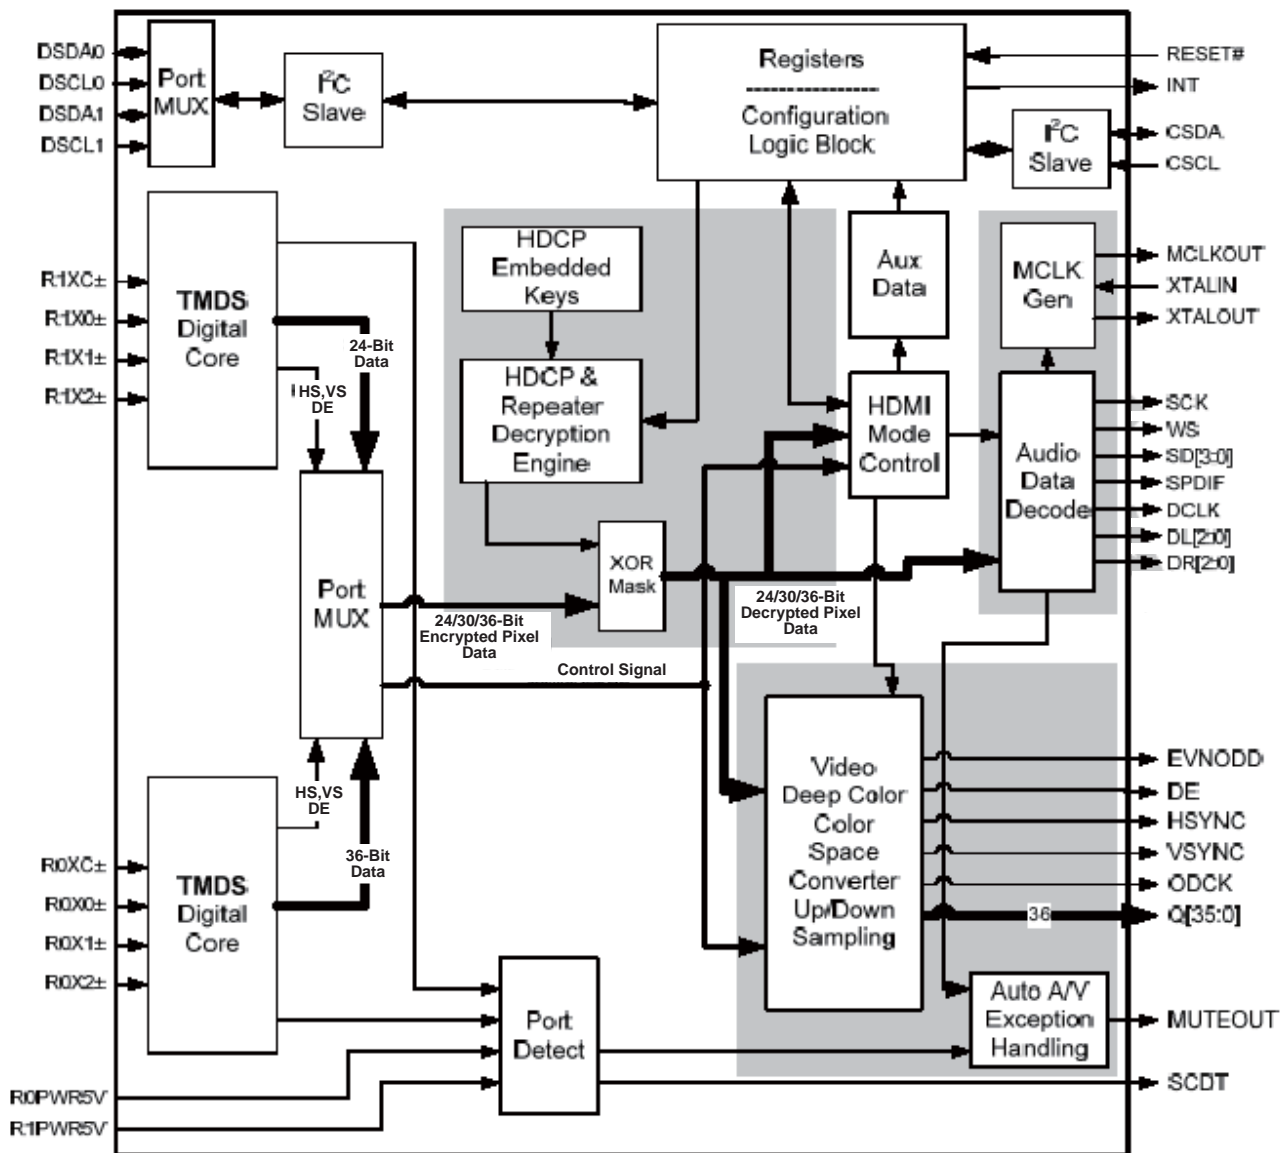 DSDA0
DSCL0
DSDA1
DSCL1
Port
MUX
I²C
Slave
Registers
Configuration
Logic Block
RESET#
INT
I²C
Slave
CSDA
CSCL
R1XC±
R1X0±
R1X1±
R1X2±
TMDS
Digital
Core
24-Bit
Data
HS,VS
DE
HDCP
Embedded
Keys
HDCP &
Repeater
Decryption
Engine
XOR
Mask
Aux
Data
HDMI
Mode
Control
MCLK
Gen
MCLKOUT
XTALIN
XTALOUT
Audio
Data
Decode
SCK
WS
SD[3:0]
SPDIF
DCLK
DL[2:0]
DR[2:0]
Port
MUX
24/30/36-Bit
Encrypted Pixel
Data
24/30/36-Bit
Decrypted Pixel
Data
Control Signal
HS,VS
DE
36-Bit
Data
R0XC±
R0X0±
R0X1±
R0X2±
TMDS
Digital
Core
Video
Deep Color
Color
Space
Converter
Up/Down
Sampling
EVNODD
DE
HSYNC
VSYNC
ODCK
36
Q[35:0]
Port
Detect
Auto A/V
Exception
Handling
MUTEOUT
SCDT
R0PWR5V
R1PWR5V